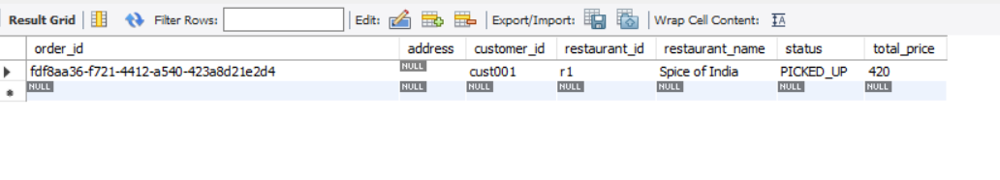 Result Grid Filter Rows: Edit: Export/Import: Wrap Cell Content: IA
order_id address customer_id restaurant_id restaurant_name status total_price
fdf8aa36-f721-4412-a540-423a8d21e2d4 NULL cust001 r1 Spice of India PICKED_UP 420
NULL NULL NULL NULL NULL NULL NULL